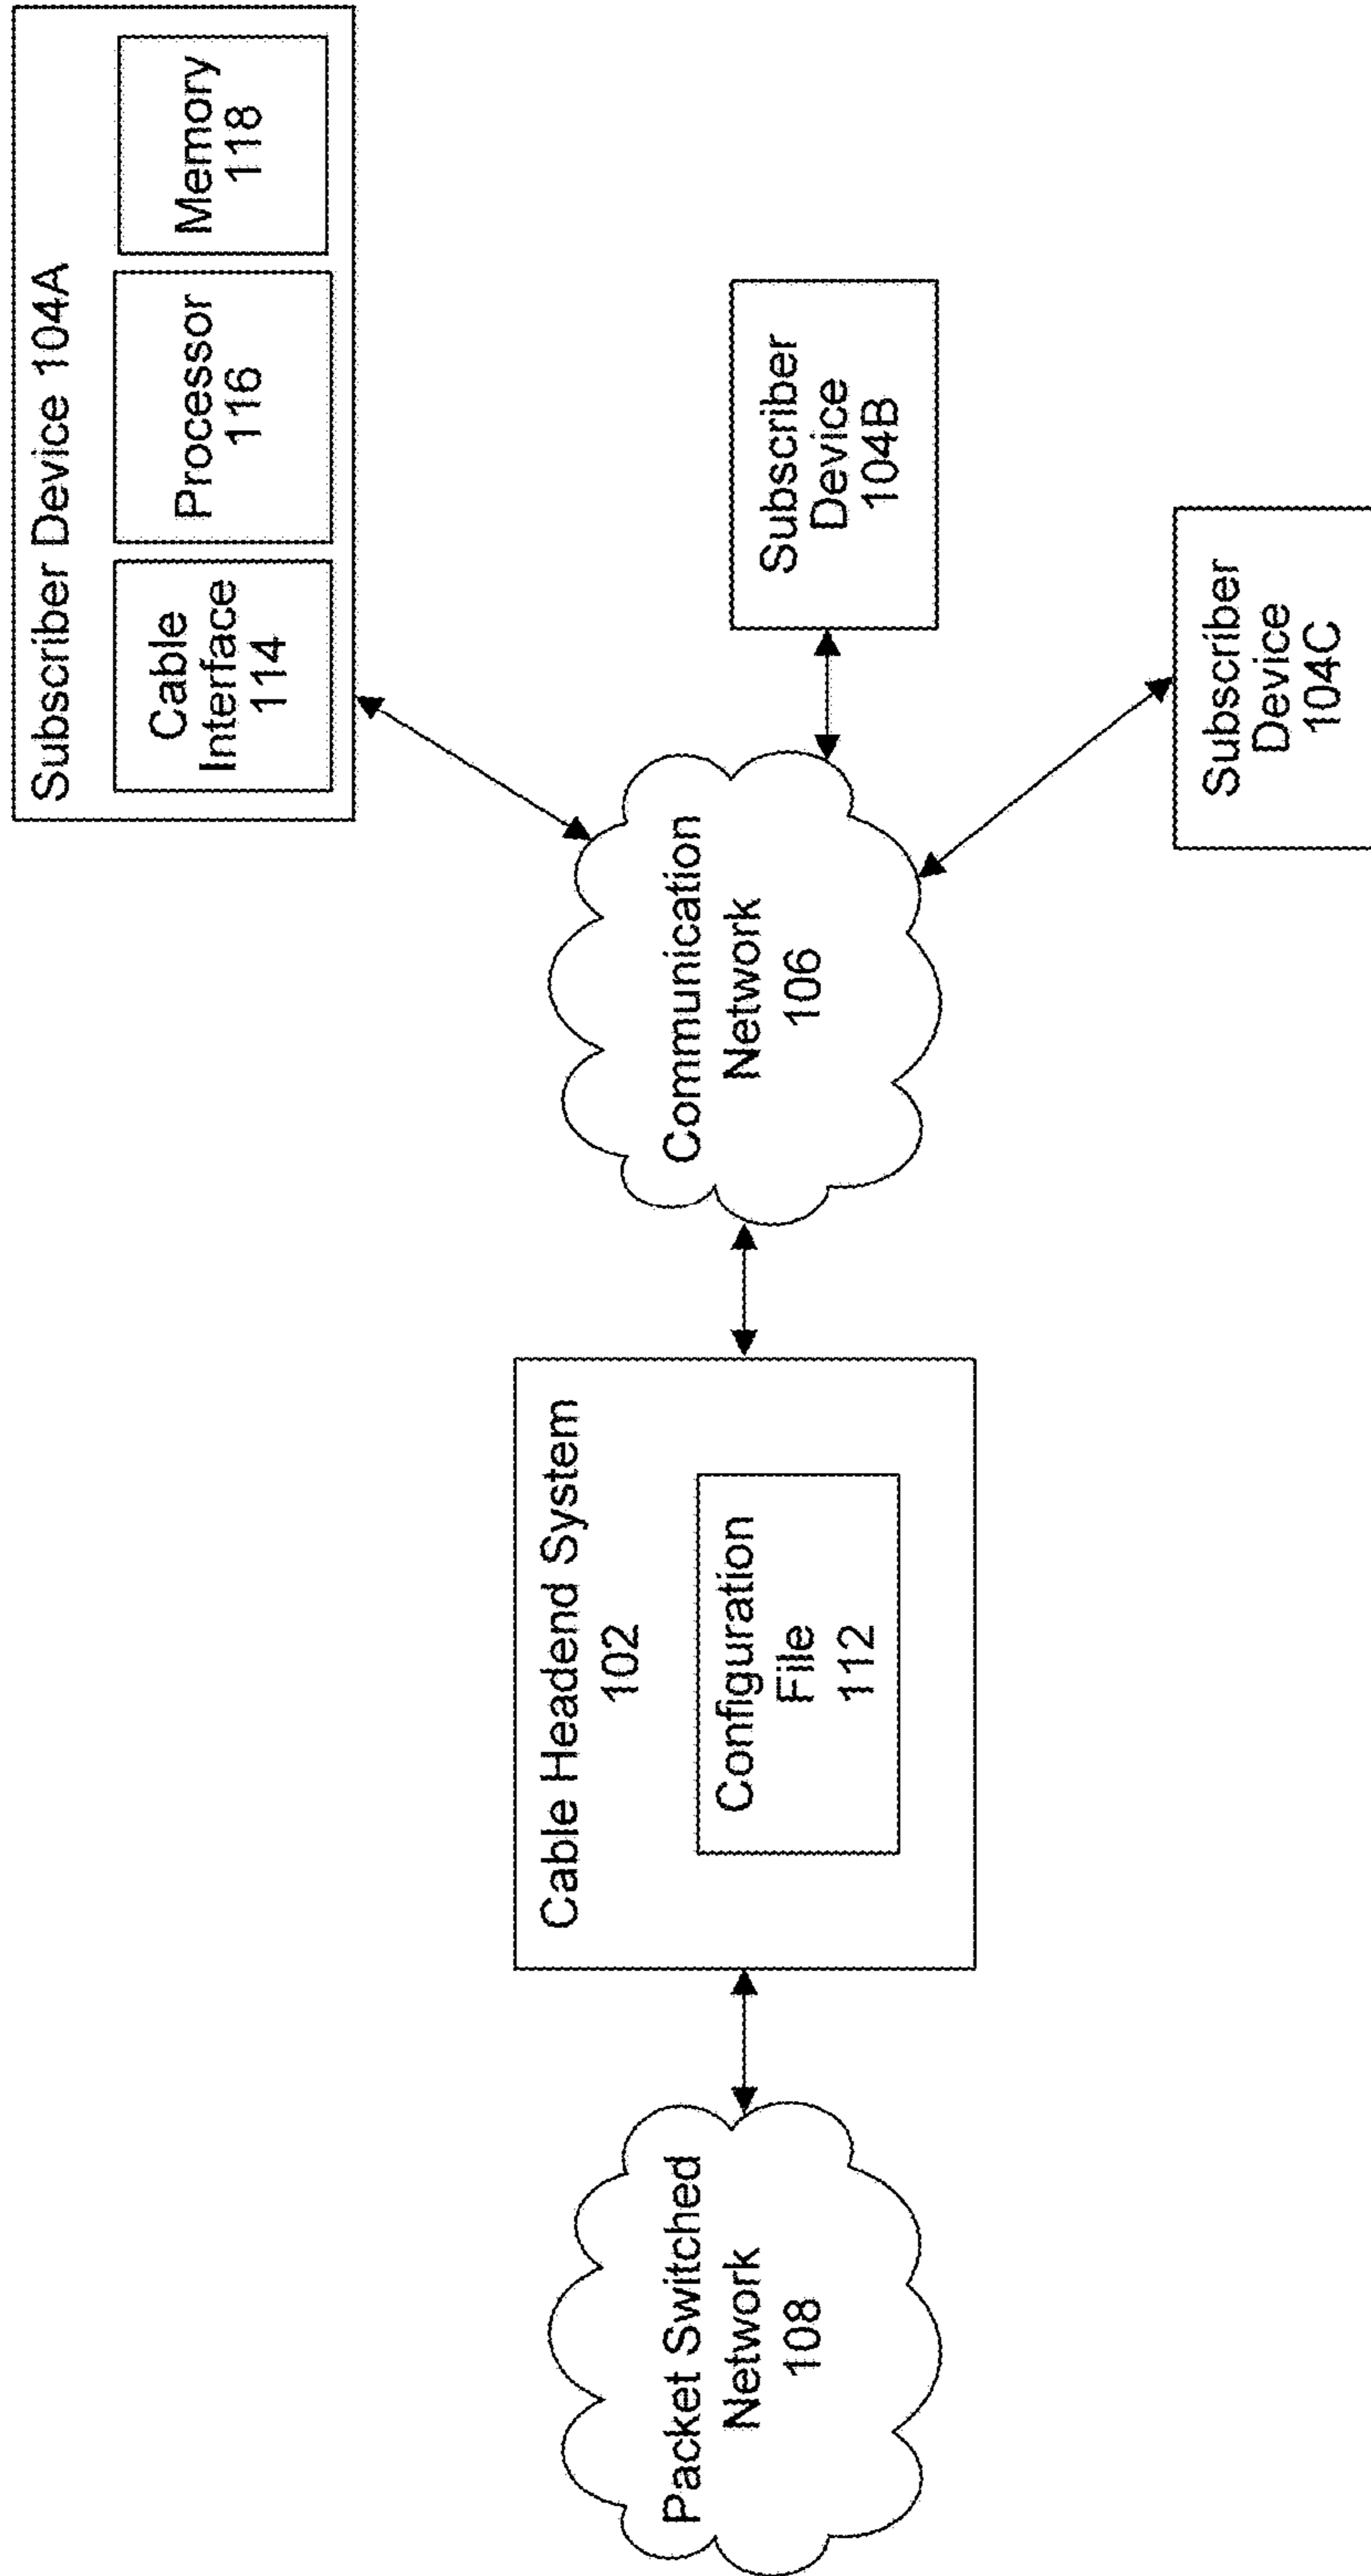 Packet Switched
Network
108
Cable Headend System
102
Configuration
File
112
Communication
Network
106
Subscriber Device 104A
Cable
Interface
114
Processor
116
Memory
118
Subscriber
Device
104B
Subscriber
Device
104C